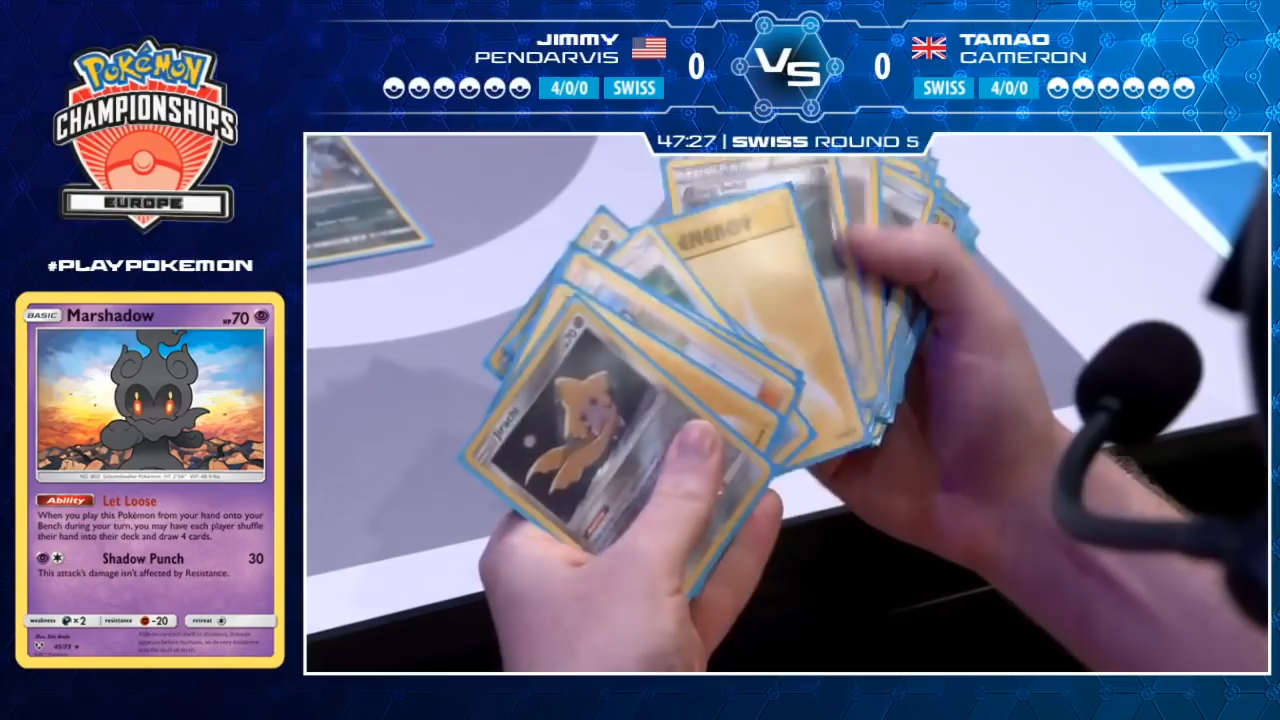 POKÉMON
CHAMPIONSHIPS
EUROPE
#PLAYPOKEMON
JIMMY
PENDARVIS
0
VS
0
TAMAO
CAMERON
4/0/0
SWISS
SWISS
4/0/0
47:27 | SWISS ROUND 5
BASIC Marshadow HP70
Ability Let Loose
When you play this Pokémon from your hand onto your
Bench during your turn, you may have each player shuffle
their hand into their deck and draw 4 cards.
Shadow Punch 30
This attack's damage isn't affected by Resistance.
weakness ×2 resistance -20 retreat
45/73
ENERGY
Jirachi